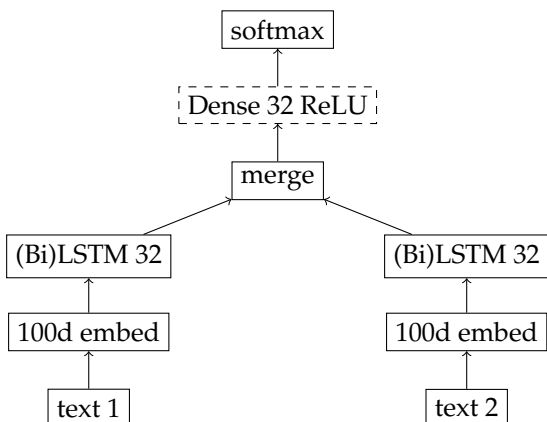 softmax
Dense 32 ReLU
merge
(Bi)LSTM 32
(Bi)LSTM 32
100d embed
100d embed
text 1
text 2